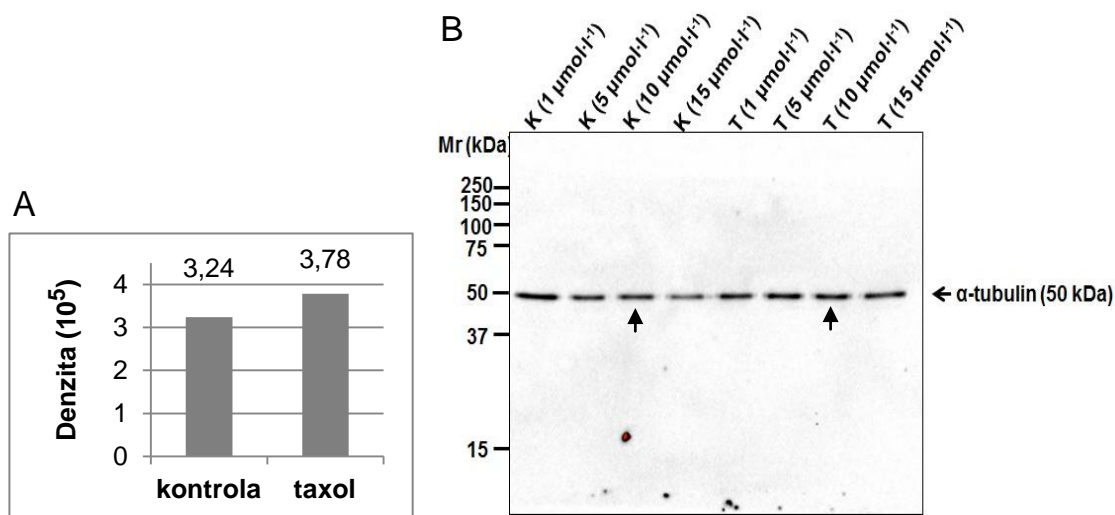 A
Denzita (10⁵)
4
3
2
1
0
3,24
3,78
kontrola
taxol
B
K (1 µmol·l⁻¹)
K (5 µmol·l⁻¹)
K (10 µmol·l⁻¹)
K (15 µmol·l⁻¹)
T (1 µmol·l⁻¹)
T (5 µmol·l⁻¹)
T (10 µmol·l⁻¹)
T (15 µmol·l⁻¹)
Mr (kDa)
250
150
100
75
50
37
15
α-tubulin (50 kDa)